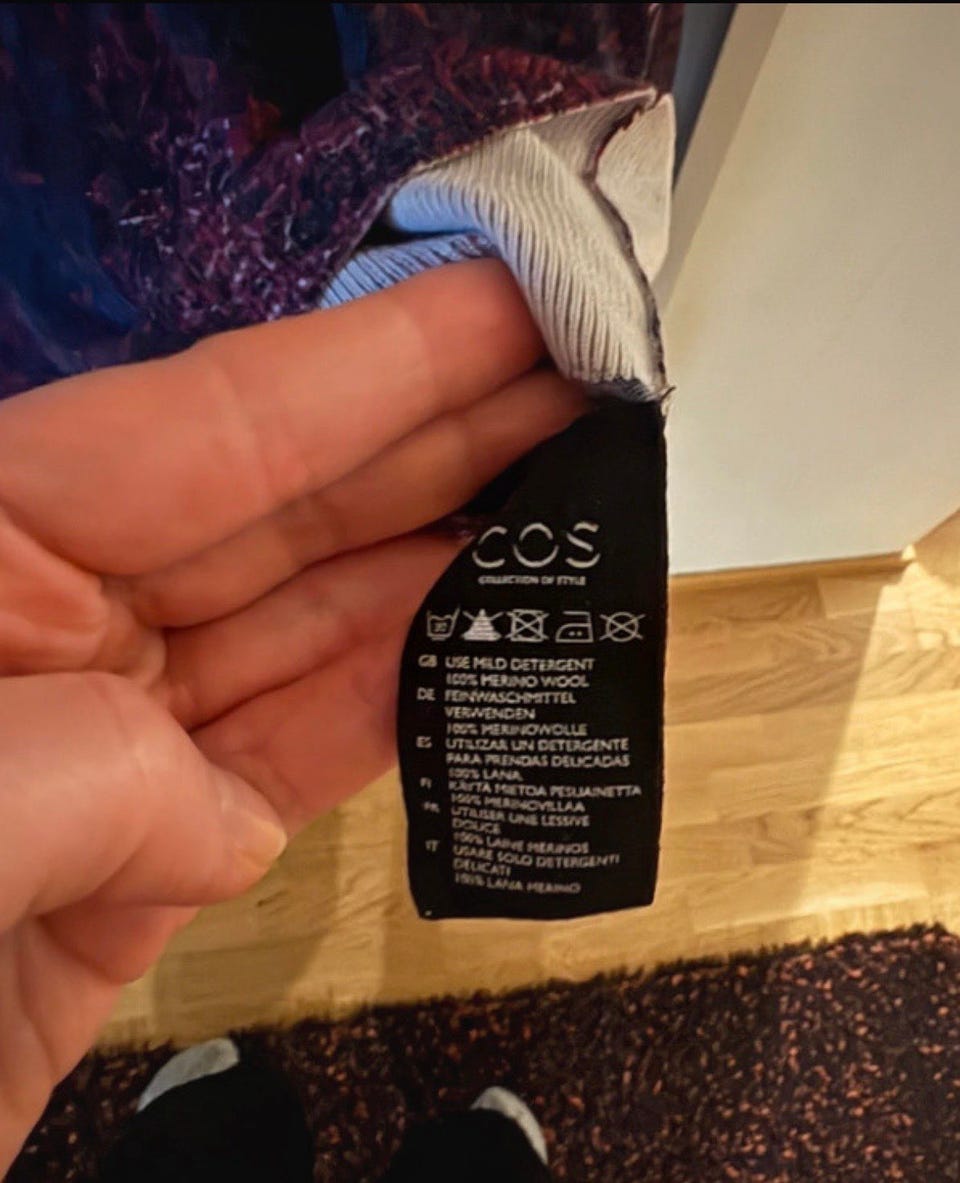 COS
COLLECTION OF STYLE
30
GB USE MILD DETERGENT
100% MERINO WOOL
DE FEINWASCHMITTEL
VERWENDEN
100% MERINOWOLLE
ES UTILIZAR UN DETERGENTE
PARA PRENDAS DELICADAS
100% LANA
FI KÄYTÄ MIETOA PESUAINETTA
100% MERINOVILLAA
FR UTILISER UNE LESSIVE
DOUCE
100% LAINE MERINOS
IT USARE SOLO DETERGENTI
DELICATI
100% LANA MERINO